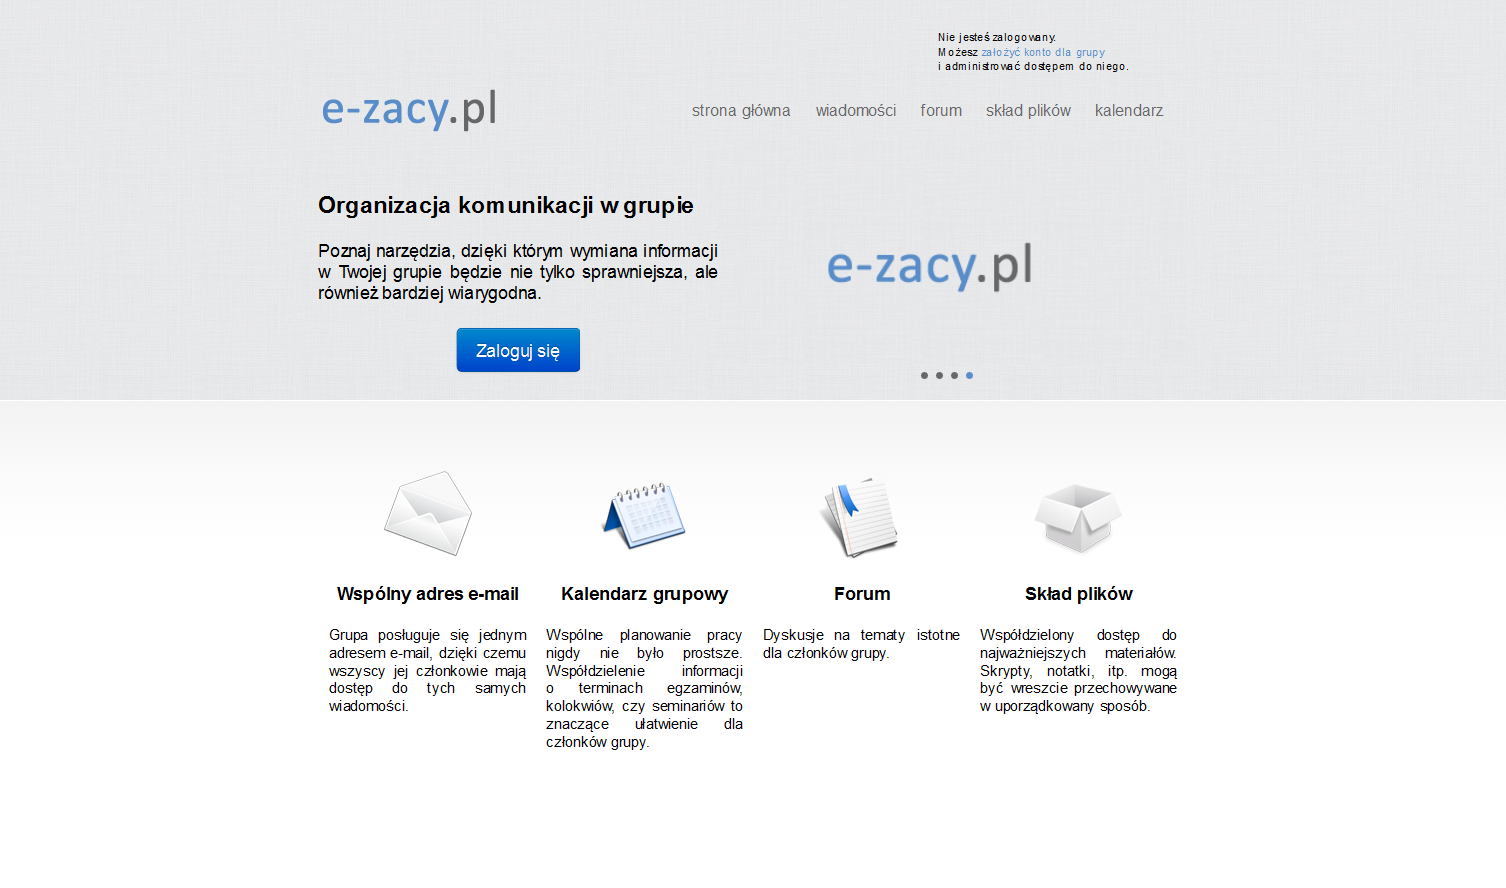 Nie jesteś zalogowany.
Możesz założyć konto dla grupy
i administrować dostępem do niego.
e-zacy.pl
strona główna wiadomości forum skład plików kalendarz
Organizacja komunikacji w grupie
Poznaj narzędzia, dzięki którym wymiana informacji
w Twojej grupie będzie nie tylko sprawniejsza, ale
również bardziej wiarygodna.
Zaloguj się
e-zacy.pl
Wspólny adres e-mail
Grupa posługuje się jednym
adresem e-mail, dzięki czemu
wszyscy jej członkowie mają
dostęp do tych samych
wiadomości.
Kalendarz grupowy
Wspólne planowanie pracy
nigdy nie było prostsze.
Współdzielenie informacji
o terminach egzaminów,
kolokwiów, czy seminariów to
znaczące ułatwienie dla
członków grupy.
Forum
Dyskusje na tematy istotne
dla członków grupy.
Skład plików
Współdzielony dostęp do
najważniejszych materiałów.
Skrypty, notatki, itp. mogą
być wreszcie przechowywane
w uporządkowany sposób.